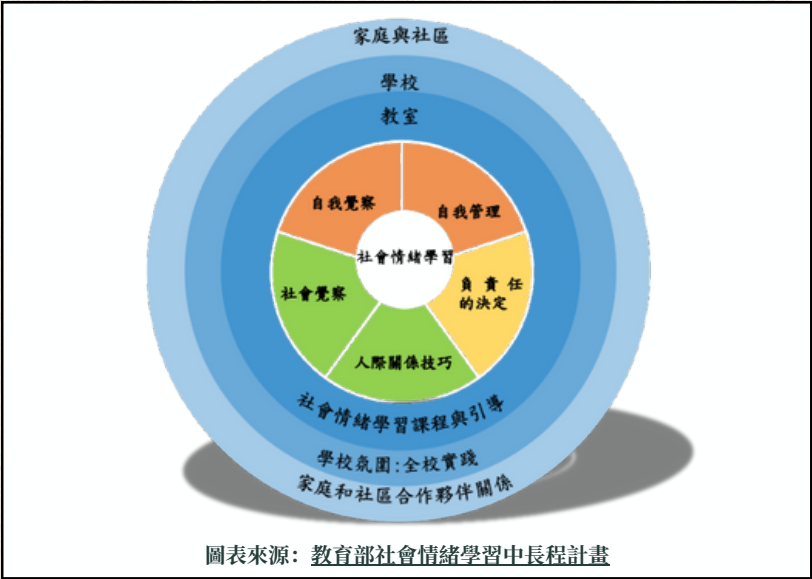 家庭與社區
學校
教室
自我覺察
自我管理
社會情緒學習
社會覺察
負責任
的決定
人際關係技巧
社會情緒學習課程與引導
學校氛圍:全校實踐
家庭和社區合作夥伴關係
圖表來源：教育部社會情緒學習中長程計畫